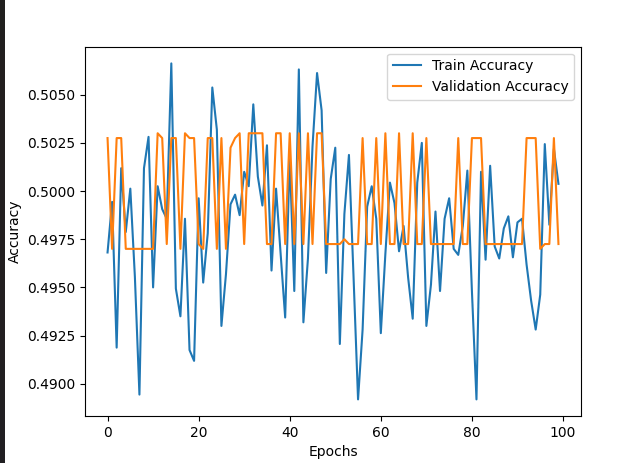 Train Accuracy
Validation Accuracy
0.5050
0.5025
0.5000
0.4975
0.4950
0.4925
0.4900
Accuracy
0 20 40 60 80 100
Epochs